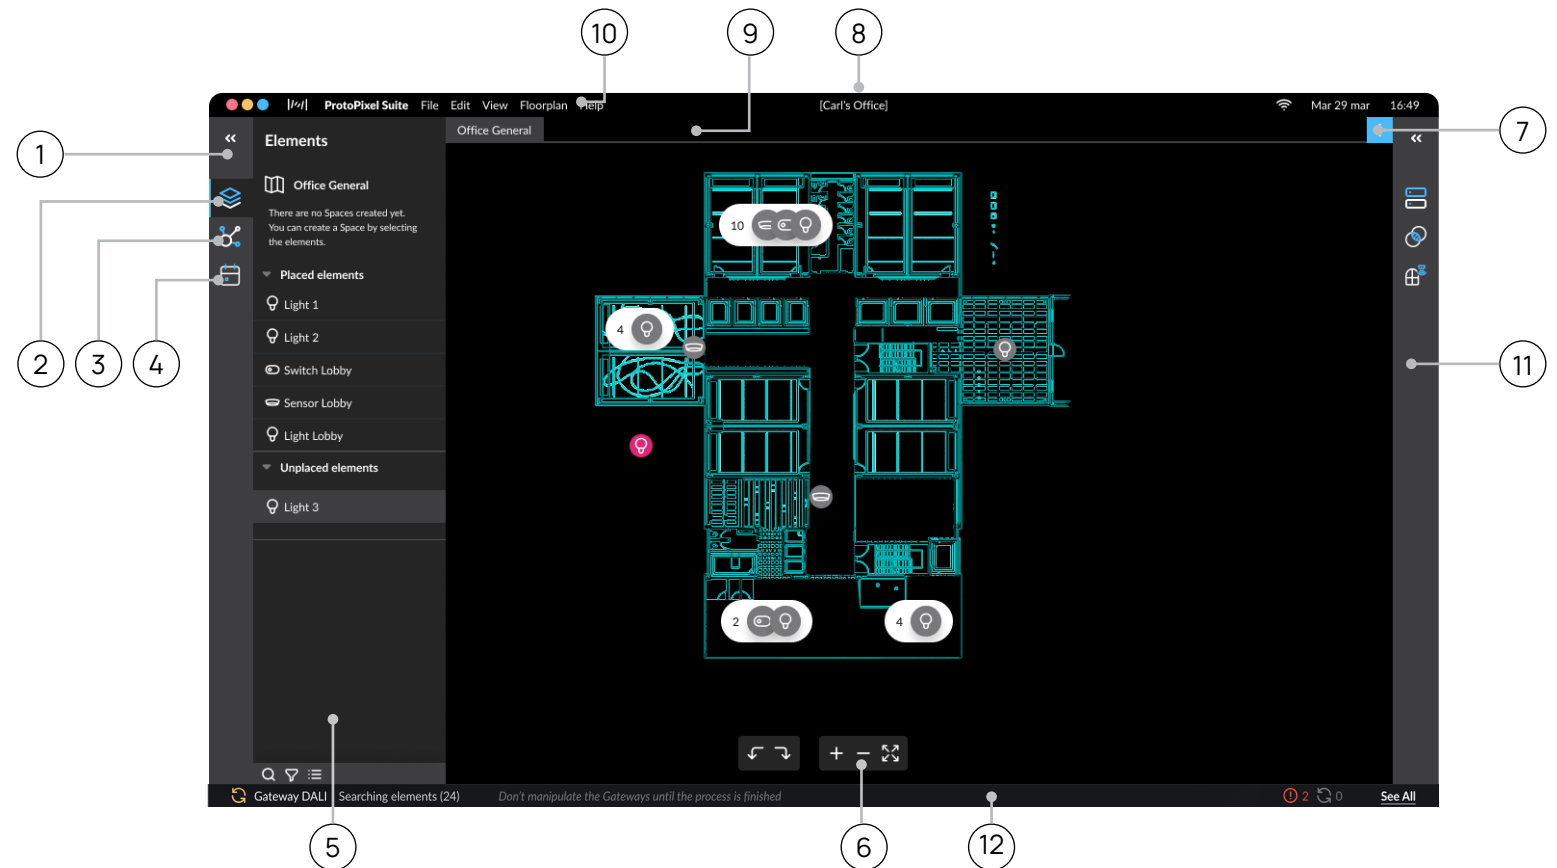 10
9
8
ProtoPixel Suite File Edit View Floorplan Help
[Carl's Office]
Mar 29 mar 16:49
1
Elements
Office General
7
Office General
There are no Spaces created yet.
You can create a Space by selecting
the elements.
2
3
4
Placed elements
Light 1
Light 2
Switch Lobby
Sensor Lobby
Light Lobby
Unplaced elements
Light 3
10
4
2
4
11
Gateway DALI Searching elements (24)
Don't manipulate the Gateways until the process is finished
2 0
See All
5
6
12